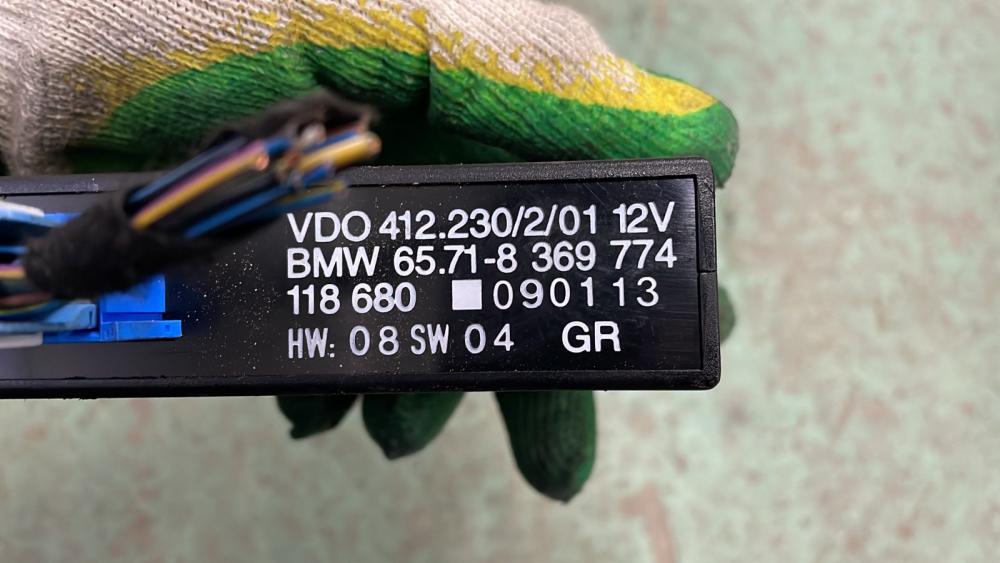 VDO 412.230/2/01 12V
BMW 65.71-8 369 774
118 680 090113
HW: 08 SW 04 GR